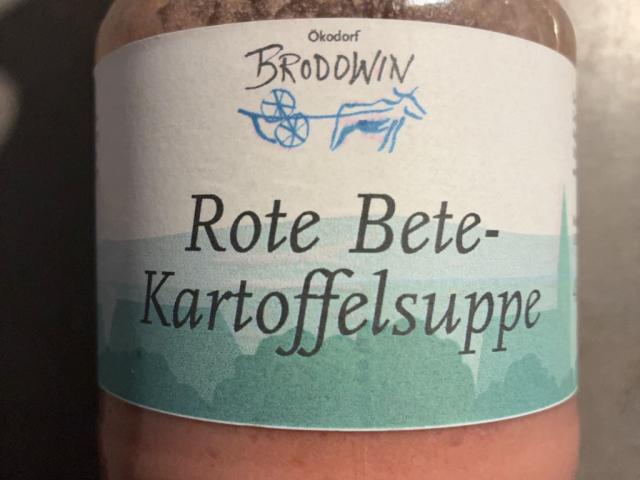 Ökodorf
BRODOWIN
Rote Bete-
Kartoffelsuppe